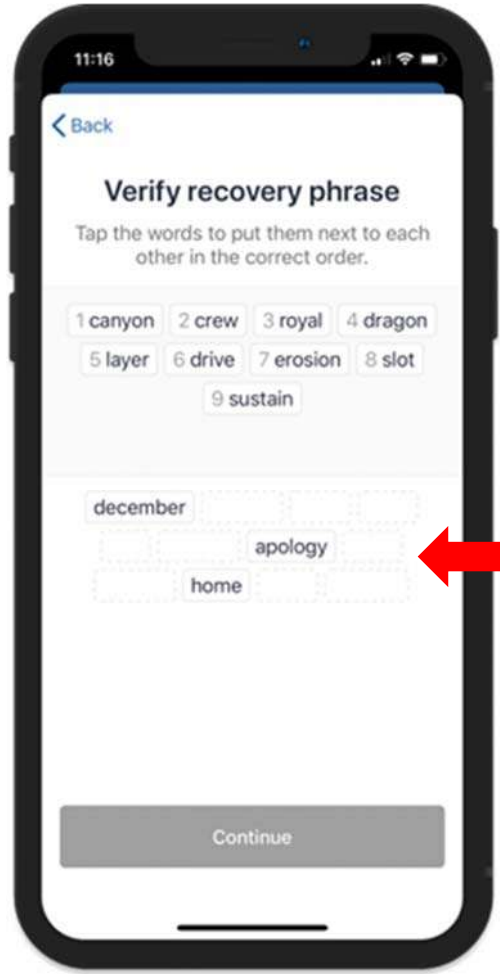 11:16
Back
Verify recovery phrase
Tap the words to put them next to each
other in the correct order.
1 canyon 2 crew 3 royal 4 dragon
5 layer 6 drive 7 erosion 8 slot
9 sustain
december
apology
home
Continue